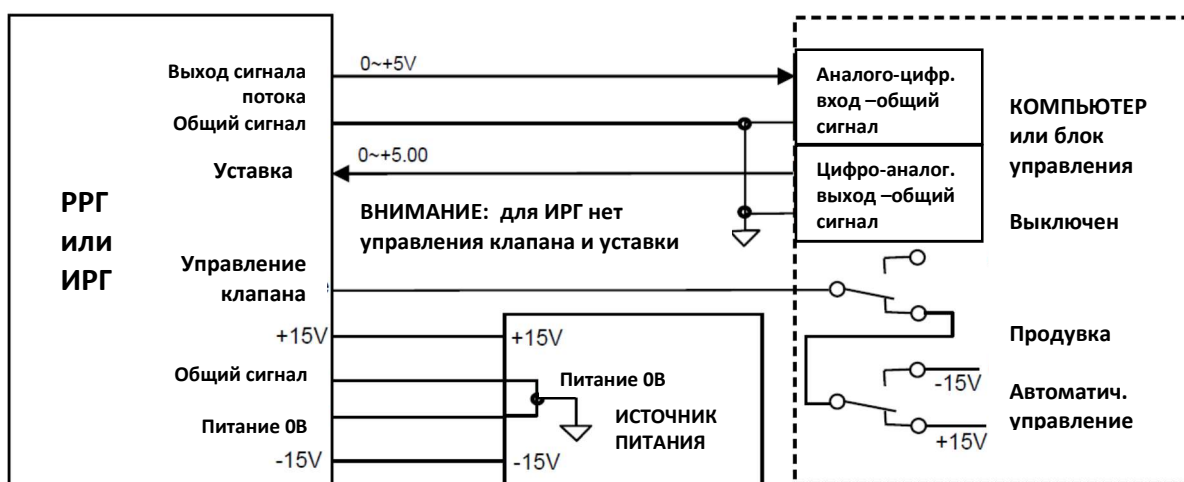 РРГ
или
ИРГ
Выход сигнала
потока
Общий сигнал
Уставка
Управление
клапана
+15V
Общий сигнал
Питание 0В
-15V
0~+5V
0~+5.00
ВНИМАНИЕ: для ИРГ нет
управления клапана и уставки
+15V
Питание 0В
ИСТОЧНИК
ПИТАНИЯ
-15V
Аналого-цифр.
вход –общий
сигнал
Цифро-аналог.
выход –общий
сигнал
КОМПЬЮТЕР
или блок
управления
Выключен
Продувка
-15V
Автоматич.
управление
+15V